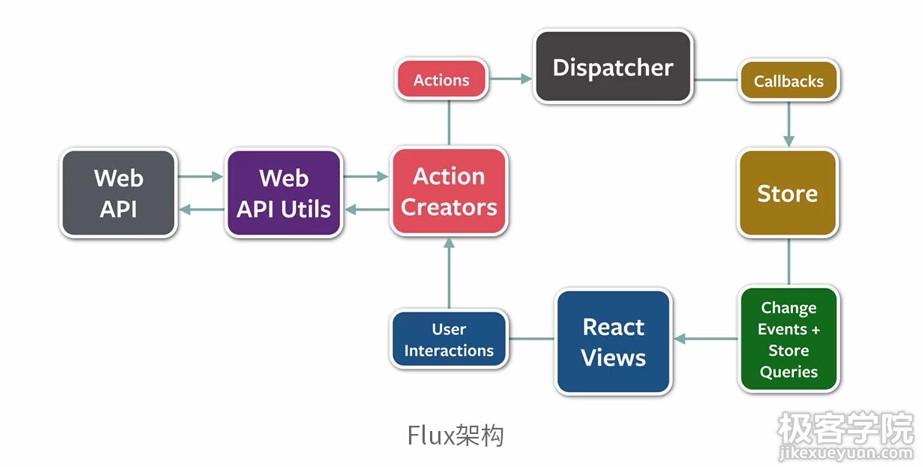 Actions
Dispatcher
Callbacks
Web
API
Web
API Utils
Action
Creators
Store
User
Interactions
React
Views
Change
Events +
Store
Queries
Flux架构
极客学院
jikexueyuan.com